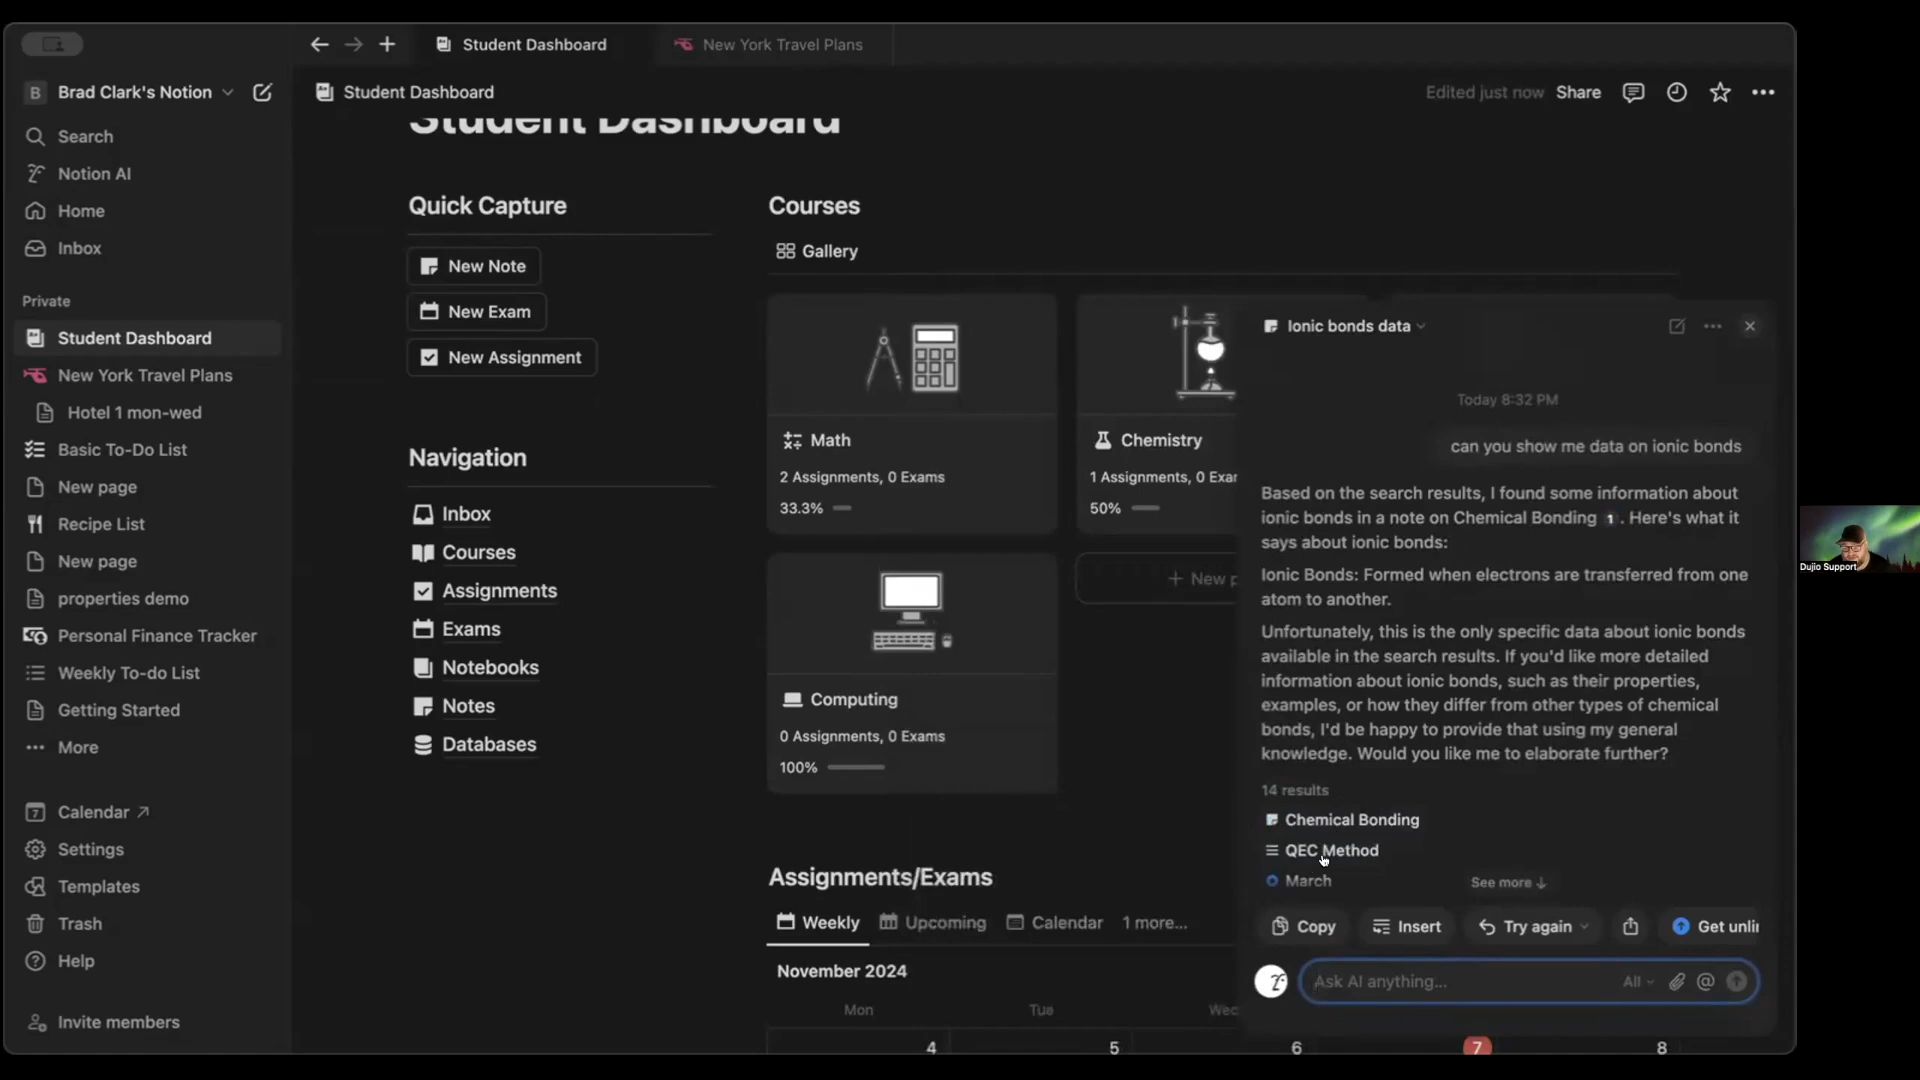 Student Dashboard
New York Travel Plans
B Brad Clark's Notion
Student Dashboard
Edited just now Share
Search
Notion AI
Home
Inbox
Private
Student Dashboard
New York Travel Plans
Hotel 1 mon-wed
Basic To-Do List
New page
Recipe List
New page
properties demo
Personal Finance Tracker
Weekly To-do List
Getting Started
More
Calendar
Settings
Templates
Trash
Help
Invite members
Student Dashboard
Quick Capture
New Note
New Exam
New Assignment
Navigation
Inbox
Courses
Assignments
Exams
Notebooks
Notes
Databases
Courses
Gallery
Math
2 Assignments, 0 Exams
33.3%
Chemistry
1 Assignments, 0 Exar
50%
Computing
0 Assignments, 0 Exams
100%
+ New p
Assignments/Exams
Weekly Upcoming Calendar 1 more...
November 2024
Mon Tue Wec
4 5 6 7 8
Ionic bonds data
Today 8:32 PM
can you show me data on ionic bonds
Based on the search results, I found some information about
ionic bonds in a note on Chemical Bonding 1 . Here's what it
says about ionic bonds:
Ionic Bonds: Formed when electrons are transferred from one
atom to another.
Unfortunately, this is the only specific data about ionic bonds
available in the search results. If you'd like more detailed
information about ionic bonds, such as their properties,
examples, or how they differ from other types of chemical
bonds, I'd be happy to provide that using my general
knowledge. Would you like me to elaborate further?
14 results
Chemical Bonding
QEC Method
March
See more ↓
Copy Insert Try again Get unlir
Ask AI anything...
All
Dujio Support